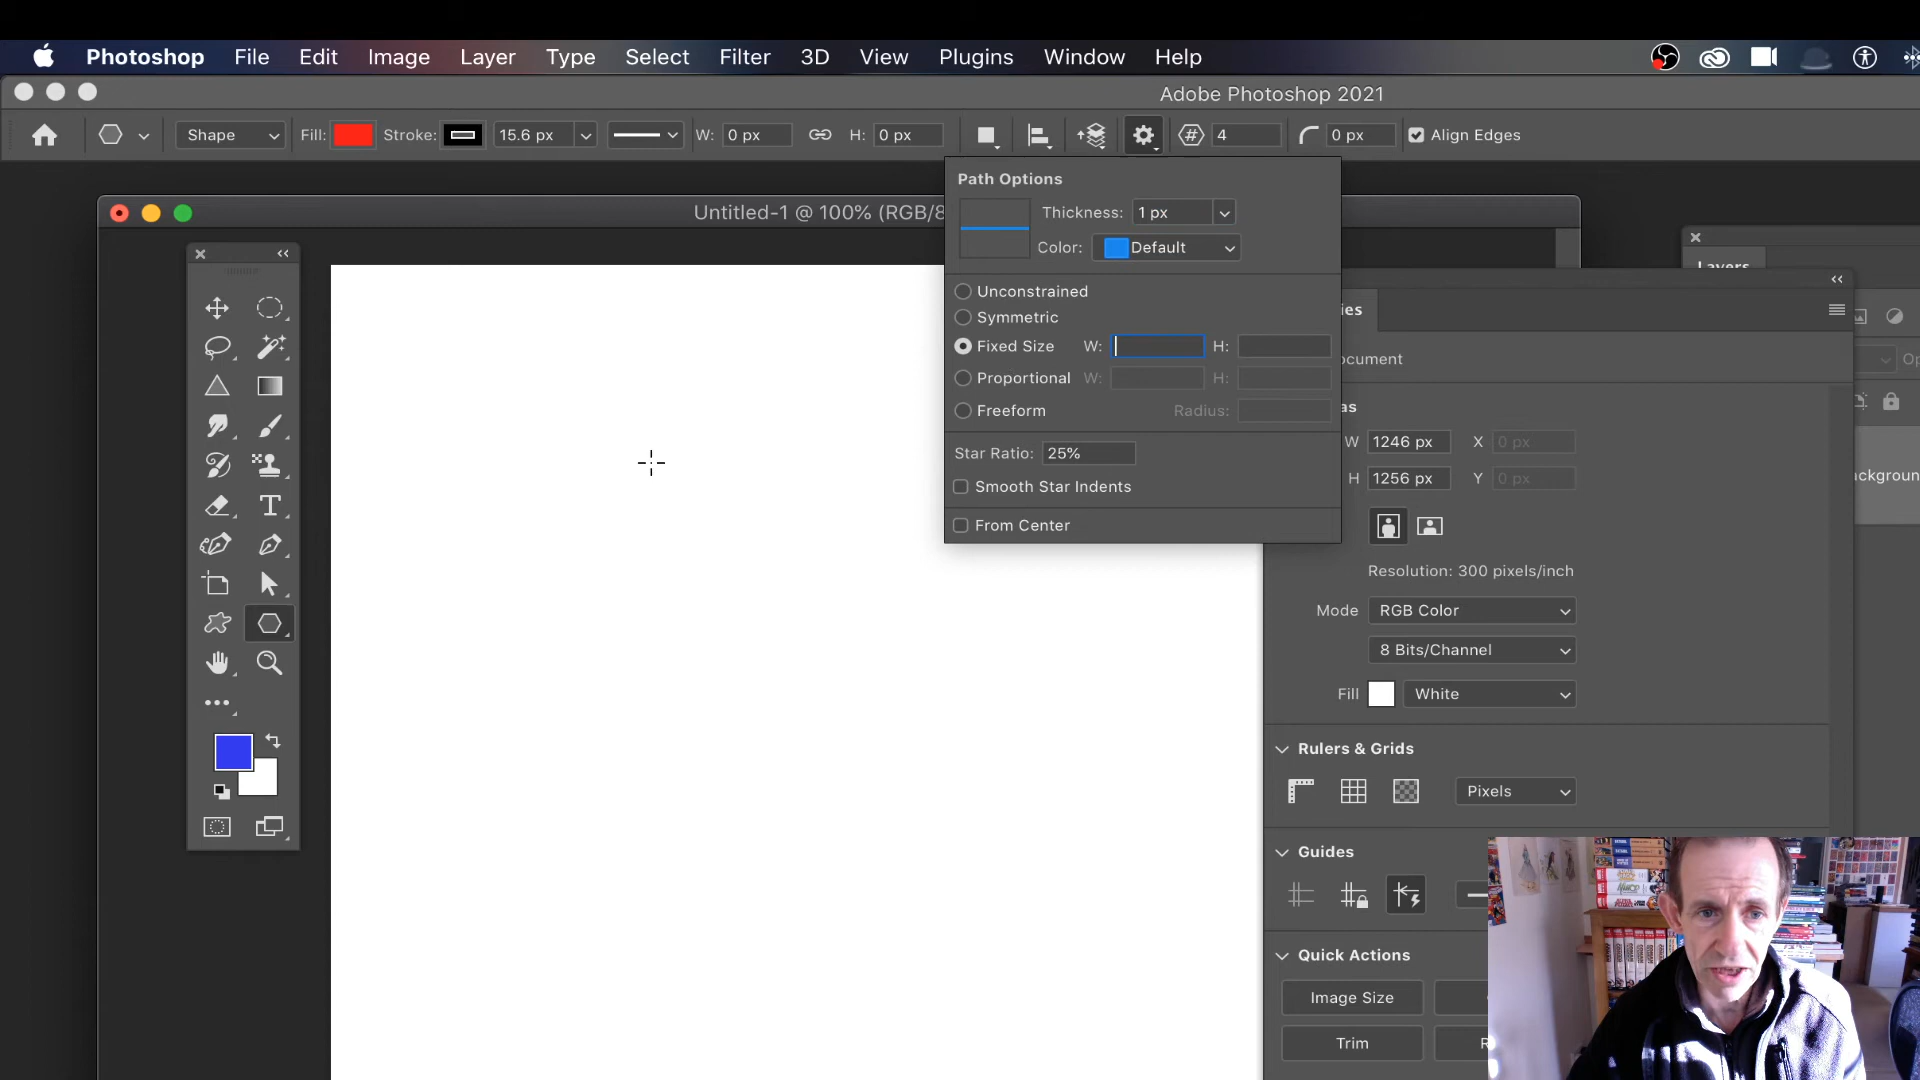 Photoshop File Edit Image Layer Type Select Filter 3D View Plugins Window Help
Adobe Photoshop 2021
Shape Fill: Stroke: 15.6 px W: 0 px H: 0 px 4 0 px Align Edges
Untitled-1 @ 100% (RGB/8
Path Options
Thickness: 1 px
Color: Default
Unconstrained
Symmetric
Fixed Size W: H:
Proportional W: H:
Freeform Radius:
Star Ratio: 25%
Smooth Star Indents
From Center
Layers
ies
ocument
as
W 1246 px X 0 px
H 1256 px Y 0 px
Op
ckgroun
Resolution: 300 pixels/inch
Mode RGB Color
8 Bits/Channel
Fill White
Rulers & Grids
Pixels
Guides
Quick Actions
Image Size
Trim